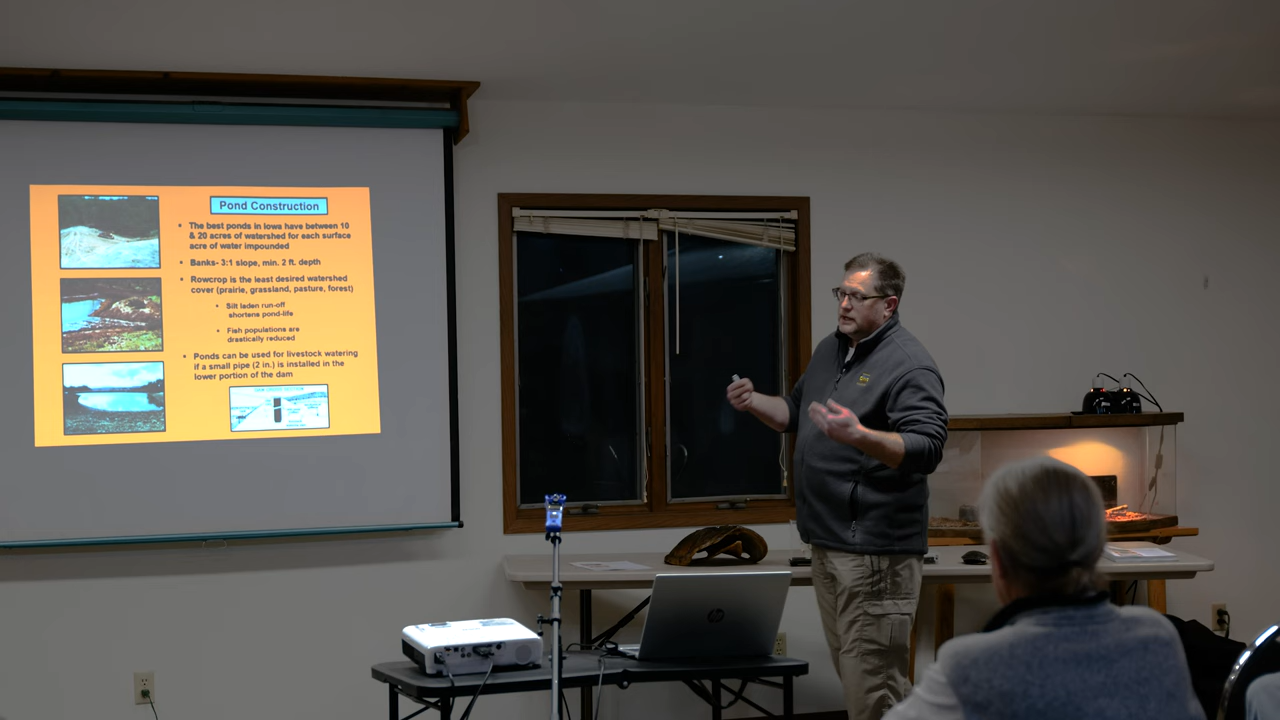 Pond Construction
• The best ponds in Iowa have between 10
& 20 acres of watershed for each surface
acre of water impounded
• Banks- 3:1 slope, min. 2 ft. depth
• Rowcrop is the least desired watershed
cover (prairie, grassland, pasture, forest)
• Silt laden run-off
shortens pond-life
• Fish populations are
drastically reduced
• Ponds can be used for livestock watering
if a small pipe (2 in.) is installed in the
lower portion of the dam
hp